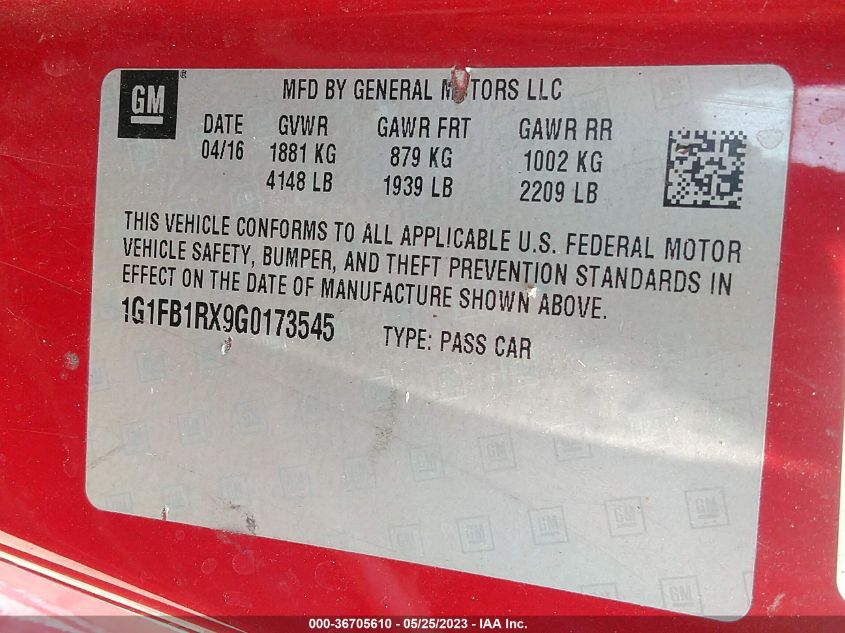 GM ® MFD BY GENERAL MOTORS LLC
DATE GVWR GAWR FRT GAWR RR
04/16 1881 KG 879 KG 1002 KG
4148 LB 1939 LB 2209 LB
THIS VEHICLE CONFORMS TO ALL APPLICABLE U.S. FEDERAL MOTOR
VEHICLE SAFETY, BUMPER, AND THEFT PREVENTION STANDARDS IN
EFFECT ON THE DATE OF MANUFACTURE SHOWN ABOVE.
1G1FB1RX9G0173545 TYPE: PASS CAR
000-36705610 - 05/25/2023 - IAA Inc.